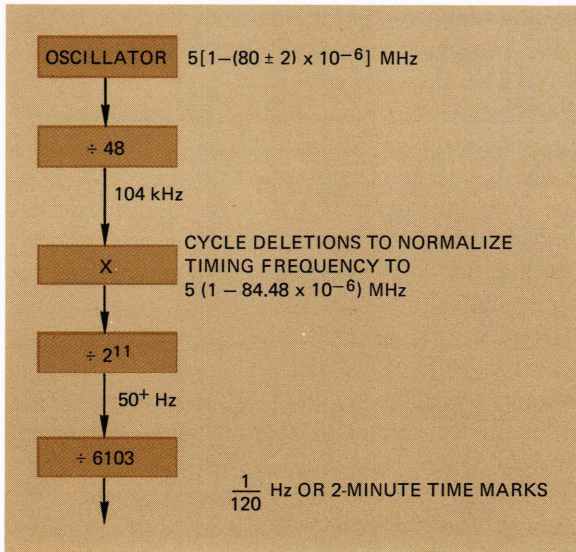 OSCILLATOR 5[1–(80 ± 2) x 10⁻⁶] MHz
÷ 48
104 kHz
CYCLE DELETIONS TO NORMALIZE
X TIMING FREQUENCY TO
5 (1 – 84.48 x 10⁻⁶) MHz
÷ 2¹¹
50⁺ Hz
÷ 6103
1/120 Hz OR 2-MINUTE TIME MARKS